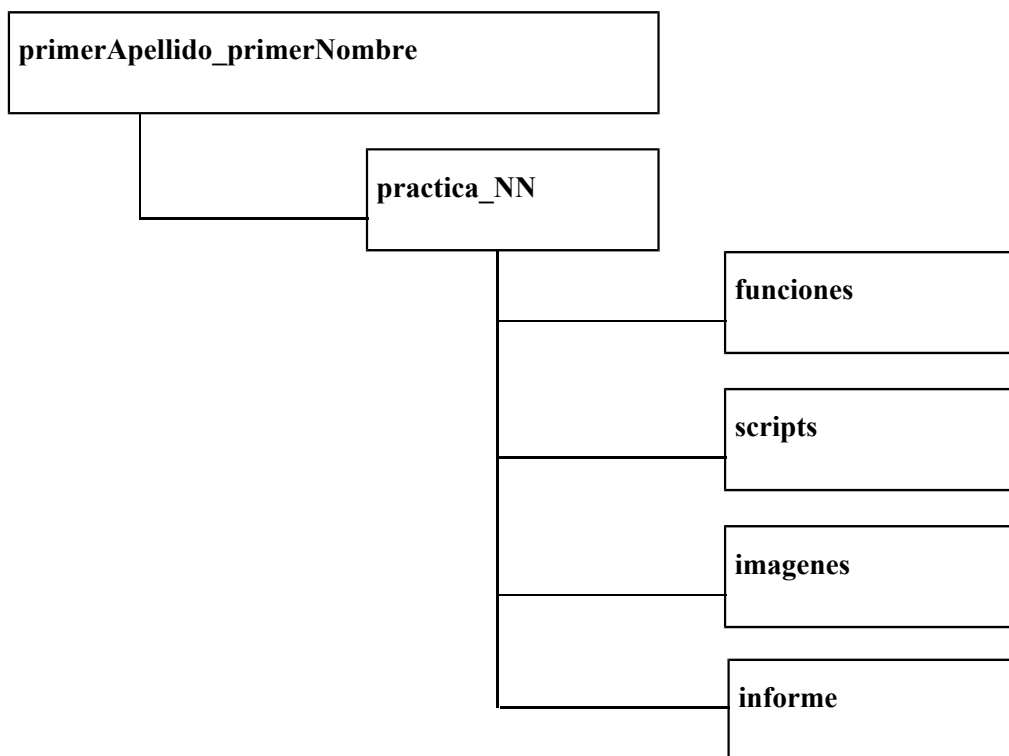 primerApellido_primerNombre
practica_NN
funciones
scripts
imagenes
informe